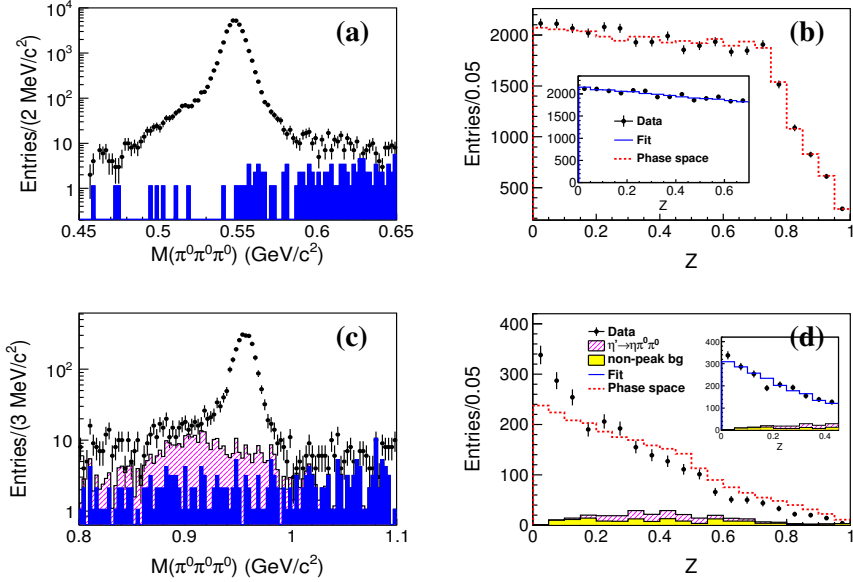 (a)
Entries/(2 MeV/c²)
10⁴
10³
10²
10
1
0.45
0.5
0.55
0.6
0.65
M(π⁰π⁰π⁰) (GeV/c²)
(b)
Entries/0.05
2000
1500
1000
500
0
0.2
0.4
0.6
0.8
1
Z
2000
1500
1000
500
0
0
0.2
0.4
0.6
Z
Data
Fit
Phase space
(c)
Entries/(3 MeV/c²)
10²
10
1
0.8
0.9
1
1.1
M(π⁰π⁰π⁰) (GeV/c²)
(d)
Entries/0.05
400
300
200
100
0
0
0.2
0.4
0.6
0.8
1
Z
Data
η'→ηπ⁰π⁰
non-peak bg
Fit
Phase space
400
300
200
100
0
0
0.2
0.4
Z